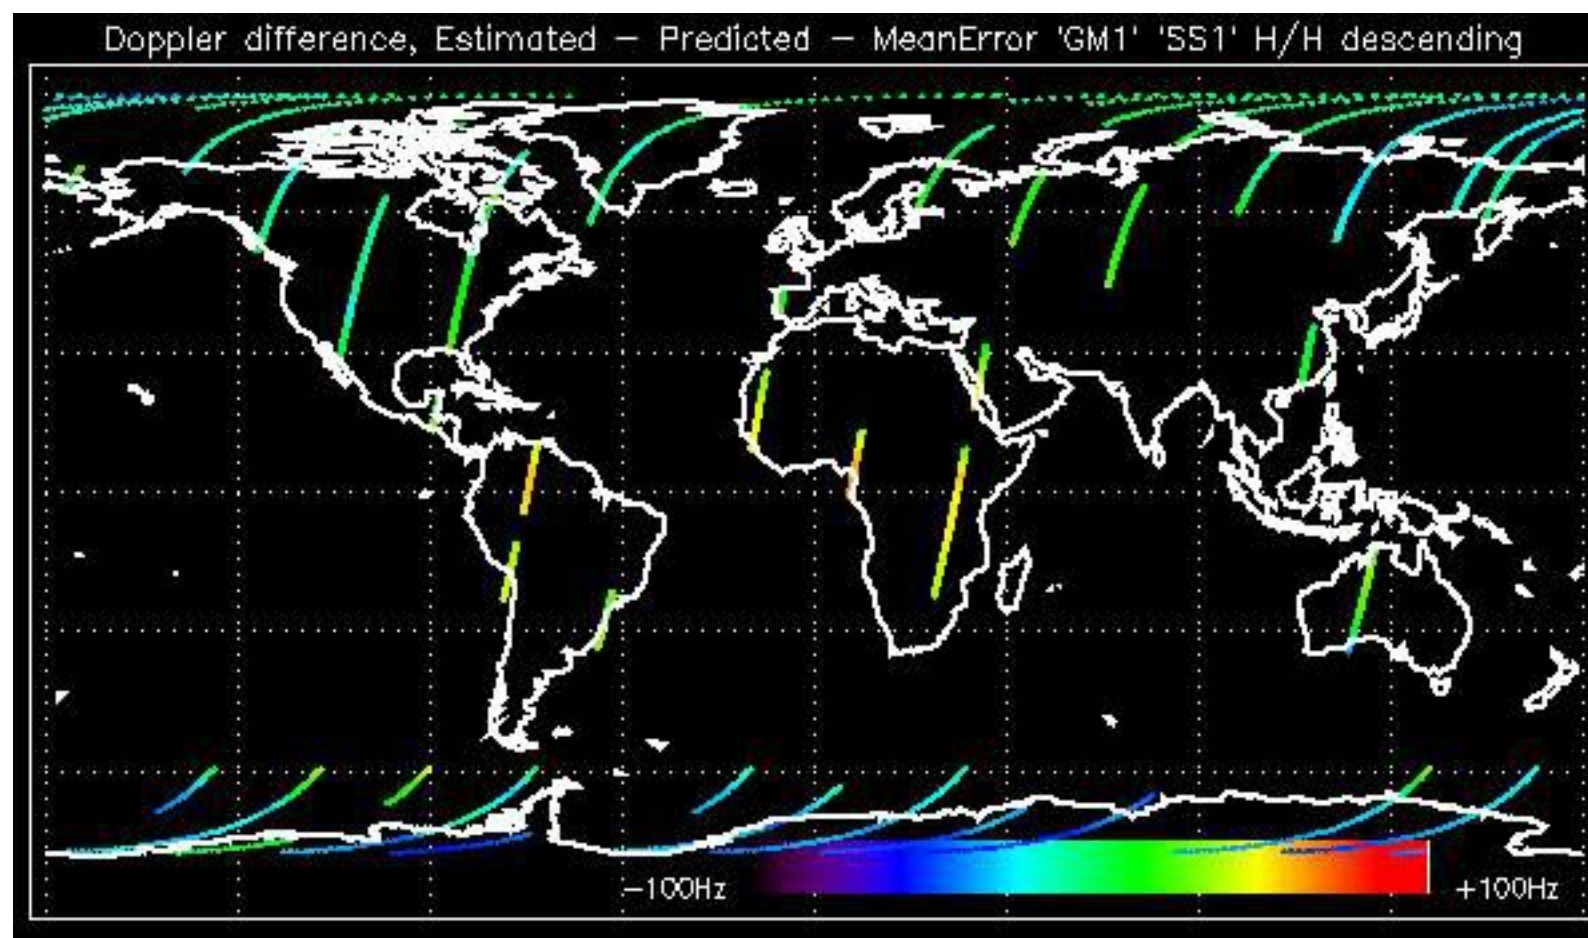 Doppler difference, Estimated – Predicted – MeanError 'GM1' 'SS1' H/H descending
-100Hz +100Hz